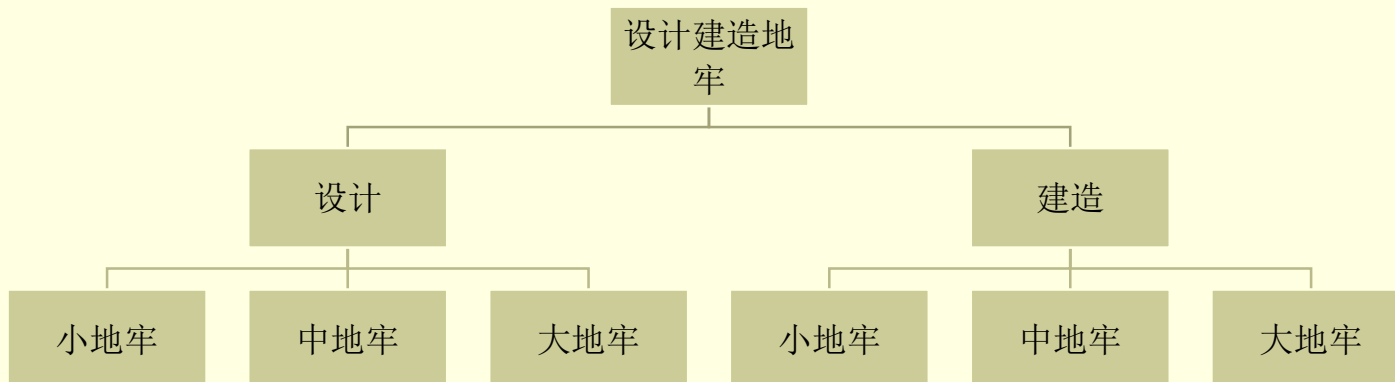 设计建造地
牢
设计
建造
小地牢
中地牢
大地牢
小地牢
中地牢
大地牢